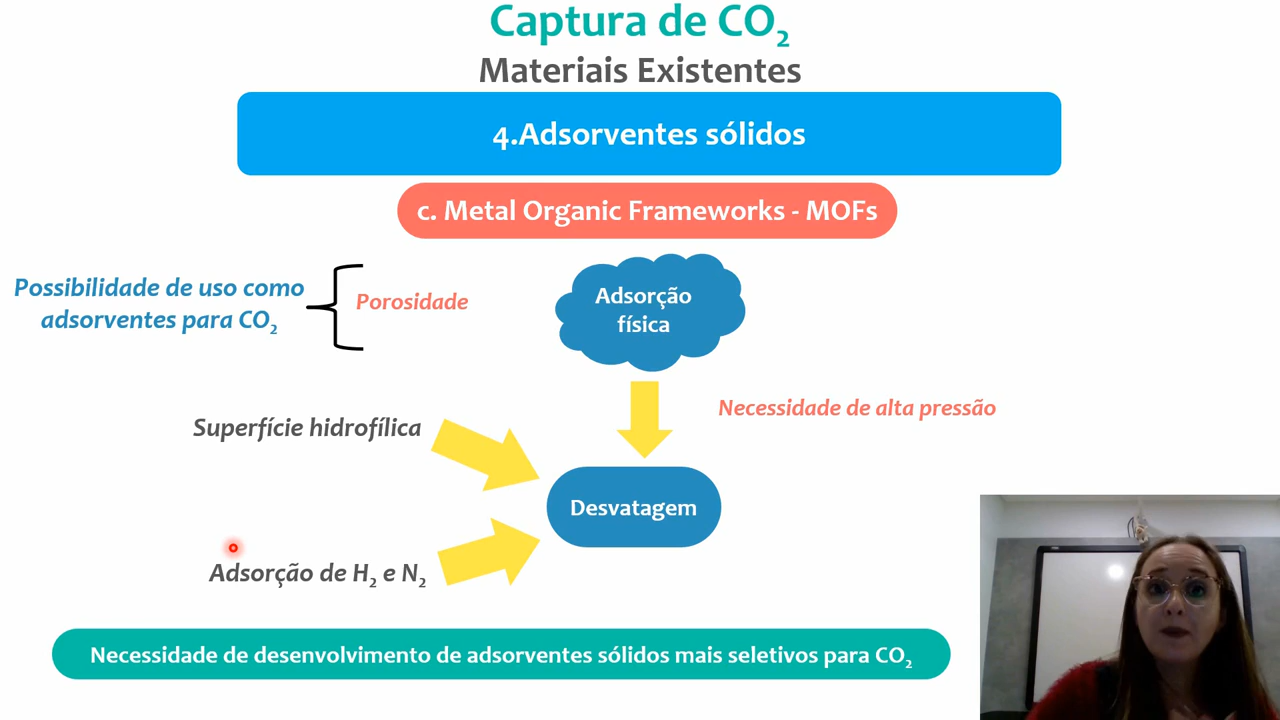 Captura de CO₂
Materiais Existentes
4.Adsorventes sólidos
c. Metal Organic Frameworks - MOFs
Possibilidade de uso como
adsorventes para CO₂
Porosidade
Adsorção
física
Necessidade de alta pressão
Superfície hidrofílica
Desvatagem
Adsorção de H₂ e N₂
Necessidade de desenvolvimento de adsorventes sólidos mais seletivos para CO₂